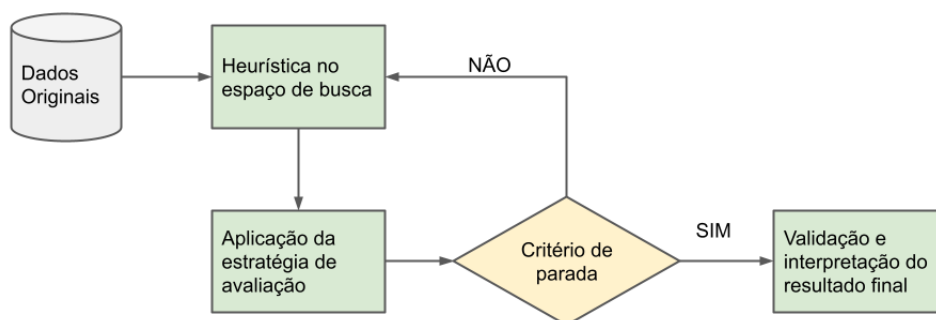 Dados
Originais
Heurística no
espaço de busca
NÃO
Aplicação da
estratégia de
avaliação
Critério de
parada
SIM
Validação e
interpretação do
resultado final